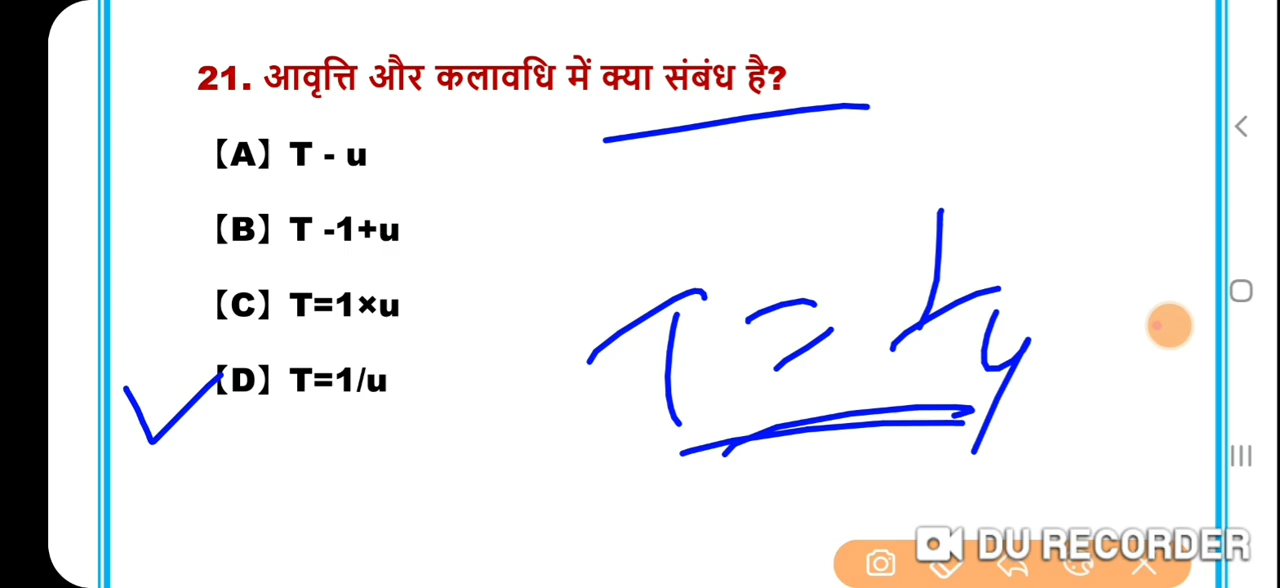 21. आवृत्ति और कलावधि में क्या संबंध है?
【A】 T - u
【B】 T -1+u
【C】 T=1×u
【D】 T=1/u
T = 1/u
DU RECORDER